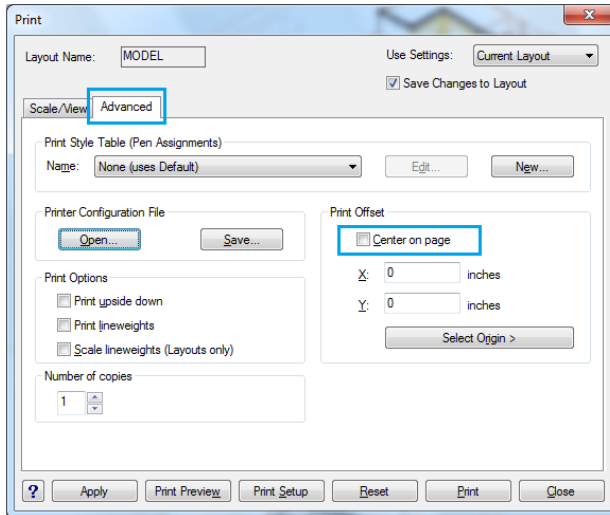 Print
Layout Name: MODEL Use Settings: Current Layout
Save Changes to Layout
Scale/View Advanced
Print Style Table (Pen Assignments)
Name: None (uses Default) Edit... New...
Printer Configuration File Print Offset
Open... Save... Center on page
X: 0 inches
Print Options
Print upside down
Y: 0 inches
Print lineweights
Select Origin >
Scale lineweights (Layouts only)
Number of copies
1
? Apply Print Preview Print Setup Reset Print Close